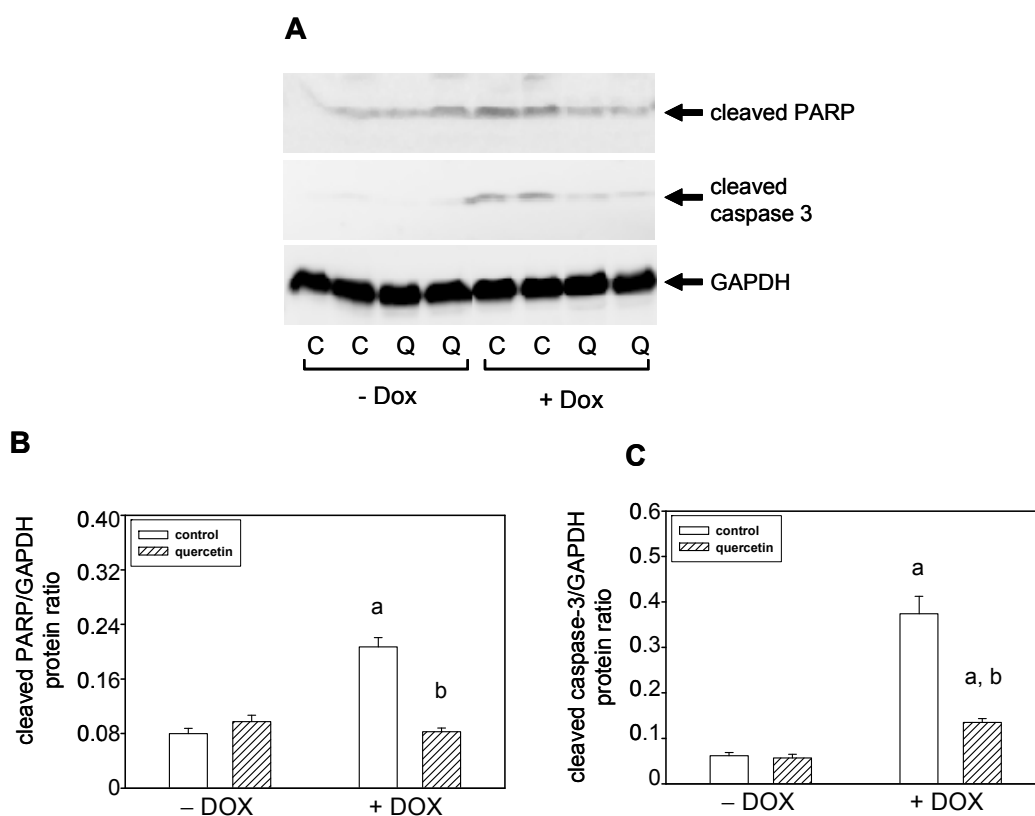 A
cleaved PARP
cleaved
caspase 3
GAPDH
C C Q Q C C Q Q
- Dox + Dox
B
cleaved PARP/GAPDH
protein ratio
0.40
0.32
0.24
0.16
0.08
0
control
quercetin
a
b
– DOX + DOX
C
cleaved caspase-3/GAPDH
protein ratio
0.6
0.5
0.4
0.3
0.2
0.1
0
control
quercetin
a
a, b
– DOX + DOX